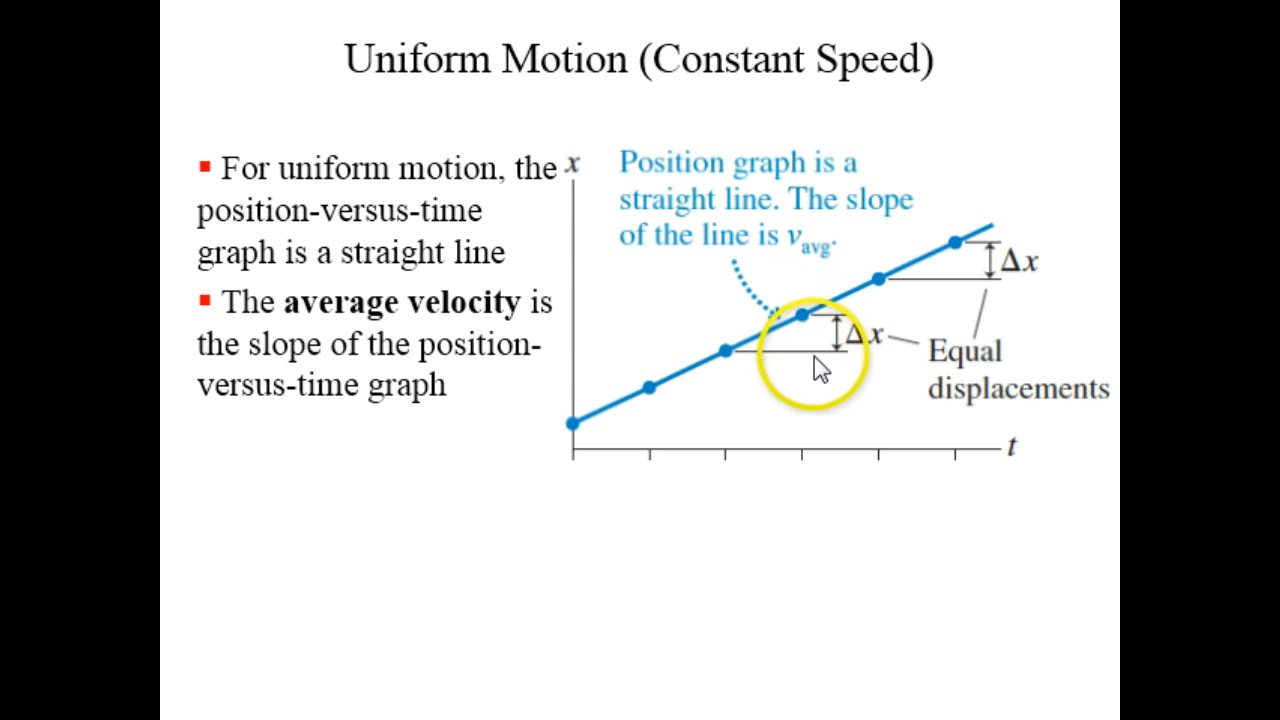 Uniform Motion (Constant Speed)
▪ For uniform motion, the
position-versus-time
graph is a straight line
▪ The average velocity is
the slope of the position-
versus-time graph
x
Position graph is a
straight line. The slope
of the line is vavg.
Δx
Δx
Equal
displacements
t